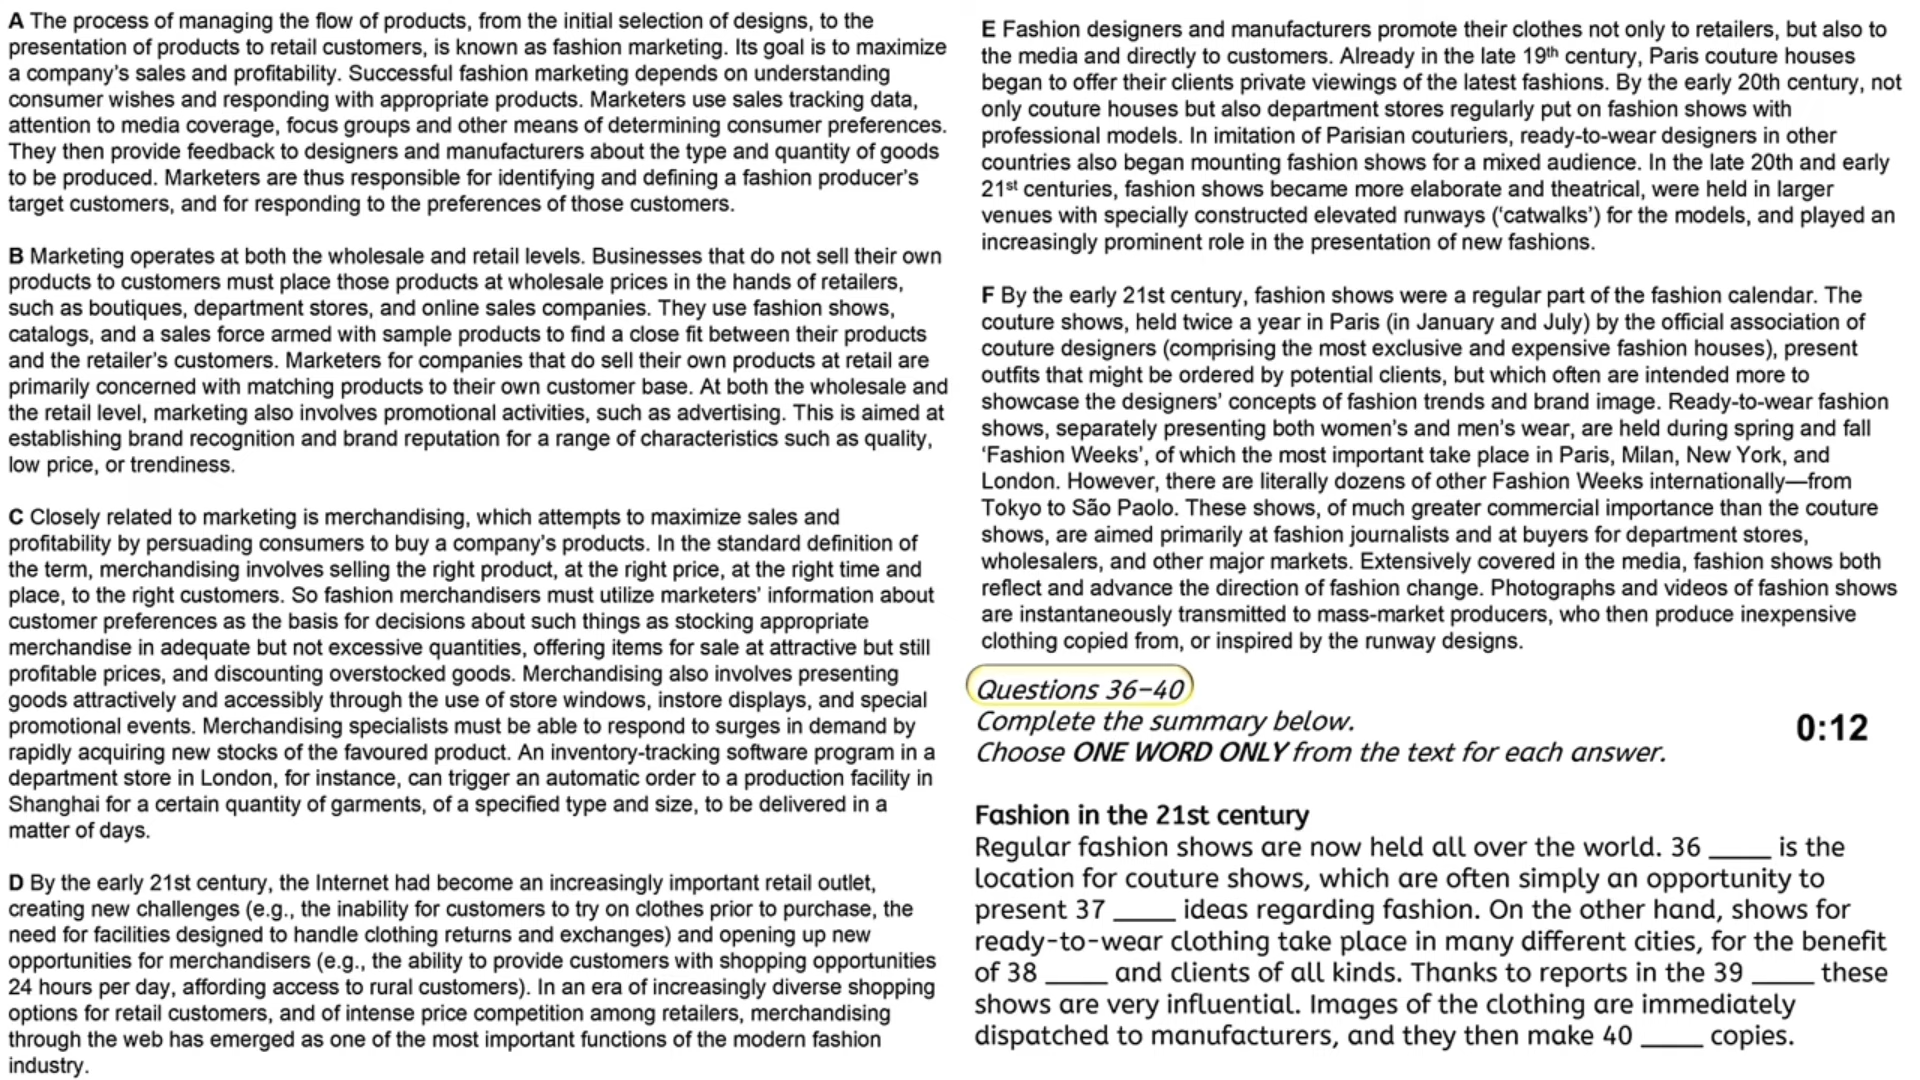 A The process of managing the flow of products, from the initial selection of designs, to the
presentation of products to retail customers, is known as fashion marketing. Its goal is to maximize
a company's sales and profitability. Successful fashion marketing depends on understanding
consumer wishes and responding with appropriate products. Marketers use sales tracking data,
attention to media coverage, focus groups and other means of determining consumer preferences.
They then provide feedback to designers and manufacturers about the type and quantity of goods
to be produced. Marketers are thus responsible for identifying and defining a fashion producer's
target customers, and for responding to the preferences of those customers.

B Marketing operates at both the wholesale and retail levels. Businesses that do not sell their own
products to customers must place those products at wholesale prices in the hands of retailers,
such as boutiques, department stores, and online sales companies. They use fashion shows,
catalogs, and a sales force armed with sample products to find a close fit between their products
and the retailer's customers. Marketers for companies that do sell their own products at retail are
primarily concerned with matching products to their own customer base. At both the wholesale and
the retail level, marketing also involves promotional activities, such as advertising. This is aimed at
establishing brand recognition and brand reputation for a range of characteristics such as quality,
low price, or trendiness.

C Closely related to marketing is merchandising, which attempts to maximize sales and
profitability by persuading consumers to buy a company's products. In the standard definition of
the term, merchandising involves selling the right product, at the right price, at the right time and
place, to the right customers. So fashion merchandisers must utilize marketers' information about
customer preferences as the basis for decisions about such things as stocking appropriate
merchandise in adequate but not excessive quantities, offering items for sale at attractive but still
profitable prices, and discounting overstocked goods. Merchandising also involves presenting
goods attractively and accessibly through the use of store windows, instore displays, and special
promotional events. Merchandising specialists must be able to respond to surges in demand by
rapidly acquiring new stocks of the favoured product. An inventory-tracking software program in a
department store in London, for instance, can trigger an automatic order to a production facility in
Shanghai for a certain quantity of garments, of a specified type and size, to be delivered in a
matter of days.

D By the early 21st century, the Internet had become an increasingly important retail outlet,
creating new challenges (e.g., the inability for customers to try on clothes prior to purchase, the
need for facilities designed to handle clothing returns and exchanges) and opening up new
opportunities for merchandisers (e.g., the ability to provide customers with shopping opportunities
24 hours per day, affording access to rural customers). In an era of increasingly diverse shopping
options for retail customers, and of intense price competition among retailers, merchandising
through the web has emerged as one of the most important functions of the modern fashion
industry.

E Fashion designers and manufacturers promote their clothes not only to retailers, but also to
the media and directly to customers. Already in the late 19th century, Paris couture houses
began to offer their clients private viewings of the latest fashions. By the early 20th century, not
only couture houses but also department stores regularly put on fashion shows with
professional models. In imitation of Parisian couturiers, ready-to-wear designers in other
countries also began mounting fashion shows for a mixed audience. In the late 20th and early
21st centuries, fashion shows became more elaborate and theatrical, were held in larger
venues with specially constructed elevated runways ('catwalks') for the models, and played an
increasingly prominent role in the presentation of new fashions.

F By the early 21st century, fashion shows were a regular part of the fashion calendar. The
couture shows, held twice a year in Paris (in January and July) by the official association of
couture designers (comprising the most exclusive and expensive fashion houses), present
outfits that might be ordered by potential clients, but which often are intended more to
showcase the designers' concepts of fashion trends and brand image. Ready-to-wear fashion
shows, separately presenting both women's and men's wear, are held during spring and fall
'Fashion Weeks', of which the most important take place in Paris, Milan, New York, and
London. However, there are literally dozens of other Fashion Weeks internationally—from
Tokyo to São Paolo. These shows, of much greater commercial importance than the couture
shows, are aimed primarily at fashion journalists and at buyers for department stores,
wholesalers, and other major markets. Extensively covered in the media, fashion shows both
reflect and advance the direction of fashion change. Photographs and videos of fashion shows
are instantaneously transmitted to mass-market producers, who then produce inexpensive
clothing copied from, or inspired by the runway designs.

Questions 36–40
Complete the summary below.
0:12
Choose ONE WORD ONLY from the text for each answer.

Fashion in the 21st century
Regular fashion shows are now held all over the world. 36 ____ is the
location for couture shows, which are often simply an opportunity to
present 37 ____ ideas regarding fashion. On the other hand, shows for
ready-to-wear clothing take place in many different cities, for the benefit
of 38 ____ and clients of all kinds. Thanks to reports in the 39 ____ these
shows are very influential. Images of the clothing are immediately
dispatched to manufacturers, and they then make 40 ____ copies.